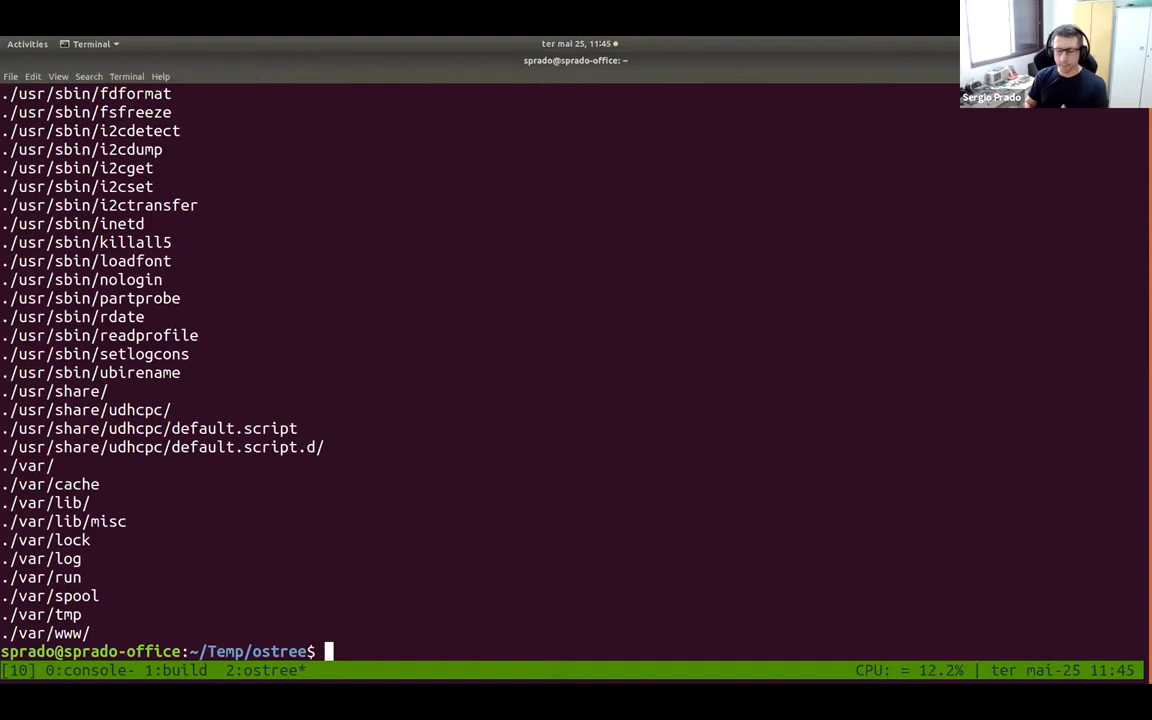 Activities Terminal ter mai 25, 11:45
sprado@sprado-office: ~
File Edit View Search Terminal Help
./usr/sbin/fdformat
./usr/sbin/fsfreeze
./usr/sbin/i2cdetect
./usr/sbin/i2cdump
./usr/sbin/i2cget
./usr/sbin/i2cset
./usr/sbin/i2ctransfer
./usr/sbin/inetd
./usr/sbin/killall5
./usr/sbin/loadfont
./usr/sbin/nologin
./usr/sbin/partprobe
./usr/sbin/rdate
./usr/sbin/readprofile
./usr/sbin/setlogcons
./usr/sbin/ubirename
./usr/share/
./usr/share/udhcpc/
./usr/share/udhcpc/default.script
./usr/share/udhcpc/default.script.d/
./var/
./var/cache
./var/lib/
./var/lib/misc
./var/lock
./var/log
./var/run
./var/spool
./var/tmp
./var/www/
sprado@sprado-office:~/Temp/ostree$
[10] 0:console- 1:build 2:ostree* CPU: = 12.2% | ter mai-25 11:45
Sergio Prado